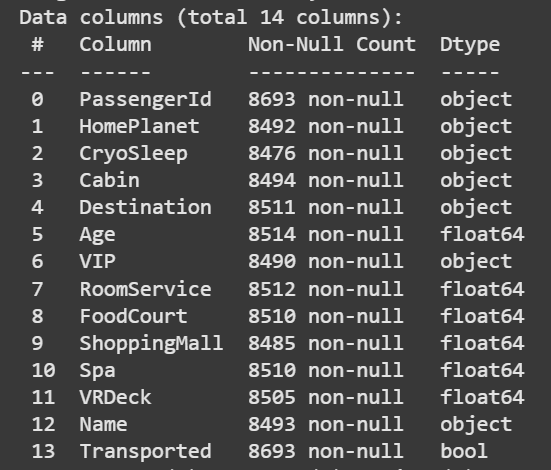 Data columns (total 14 columns):
 #   Column        Non-Null Count  Dtype
---  ------        --------------  -----
 0   PassengerId   8693 non-null   object
 1   HomePlanet    8492 non-null   object
 2   CryoSleep     8476 non-null   object
 3   Cabin         8494 non-null   object
 4   Destination   8511 non-null   object
 5   Age           8514 non-null   float64
 6   VIP           8490 non-null   object
 7   RoomService   8512 non-null   float64
 8   FoodCourt     8510 non-null   float64
 9   ShoppingMall  8485 non-null   float64
 10  Spa           8510 non-null   float64
 11  VRDeck        8505 non-null   float64
 12  Name          8493 non-null   object
 13  Transported   8693 non-null   bool